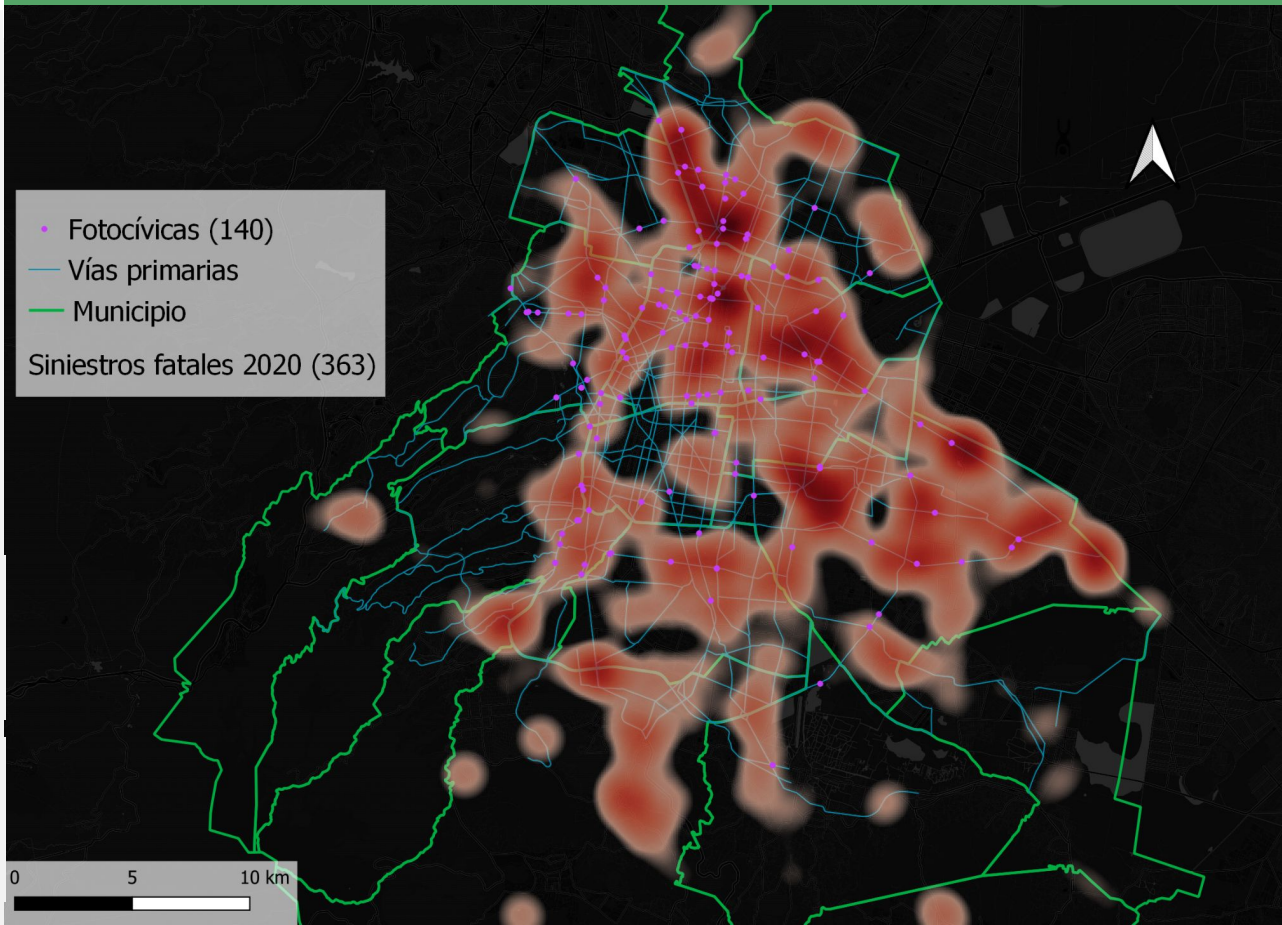 Fotocívicas (140)
Vías primarias
Municipio
Siniestros fatales 2020 (363)
0 5 10 km